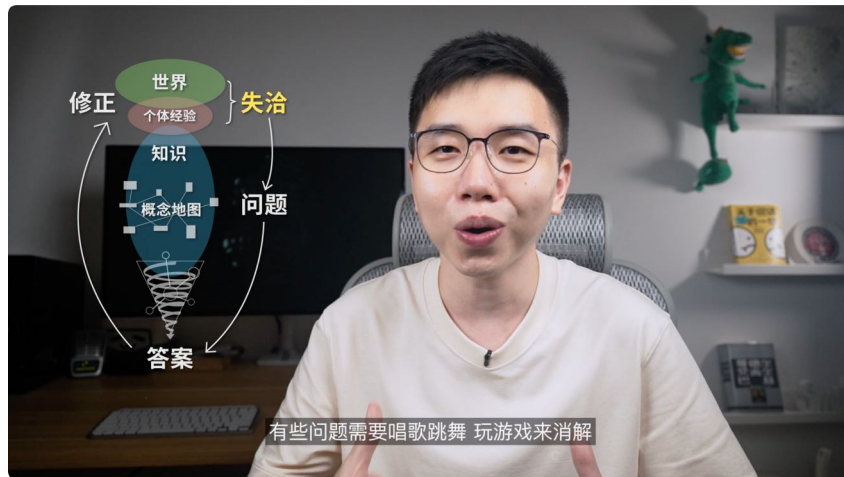 世界
修正
失洽
个体经验
知识
概念地图
问题
答案
有些问题需要唱歌跳舞 玩游戏来消解